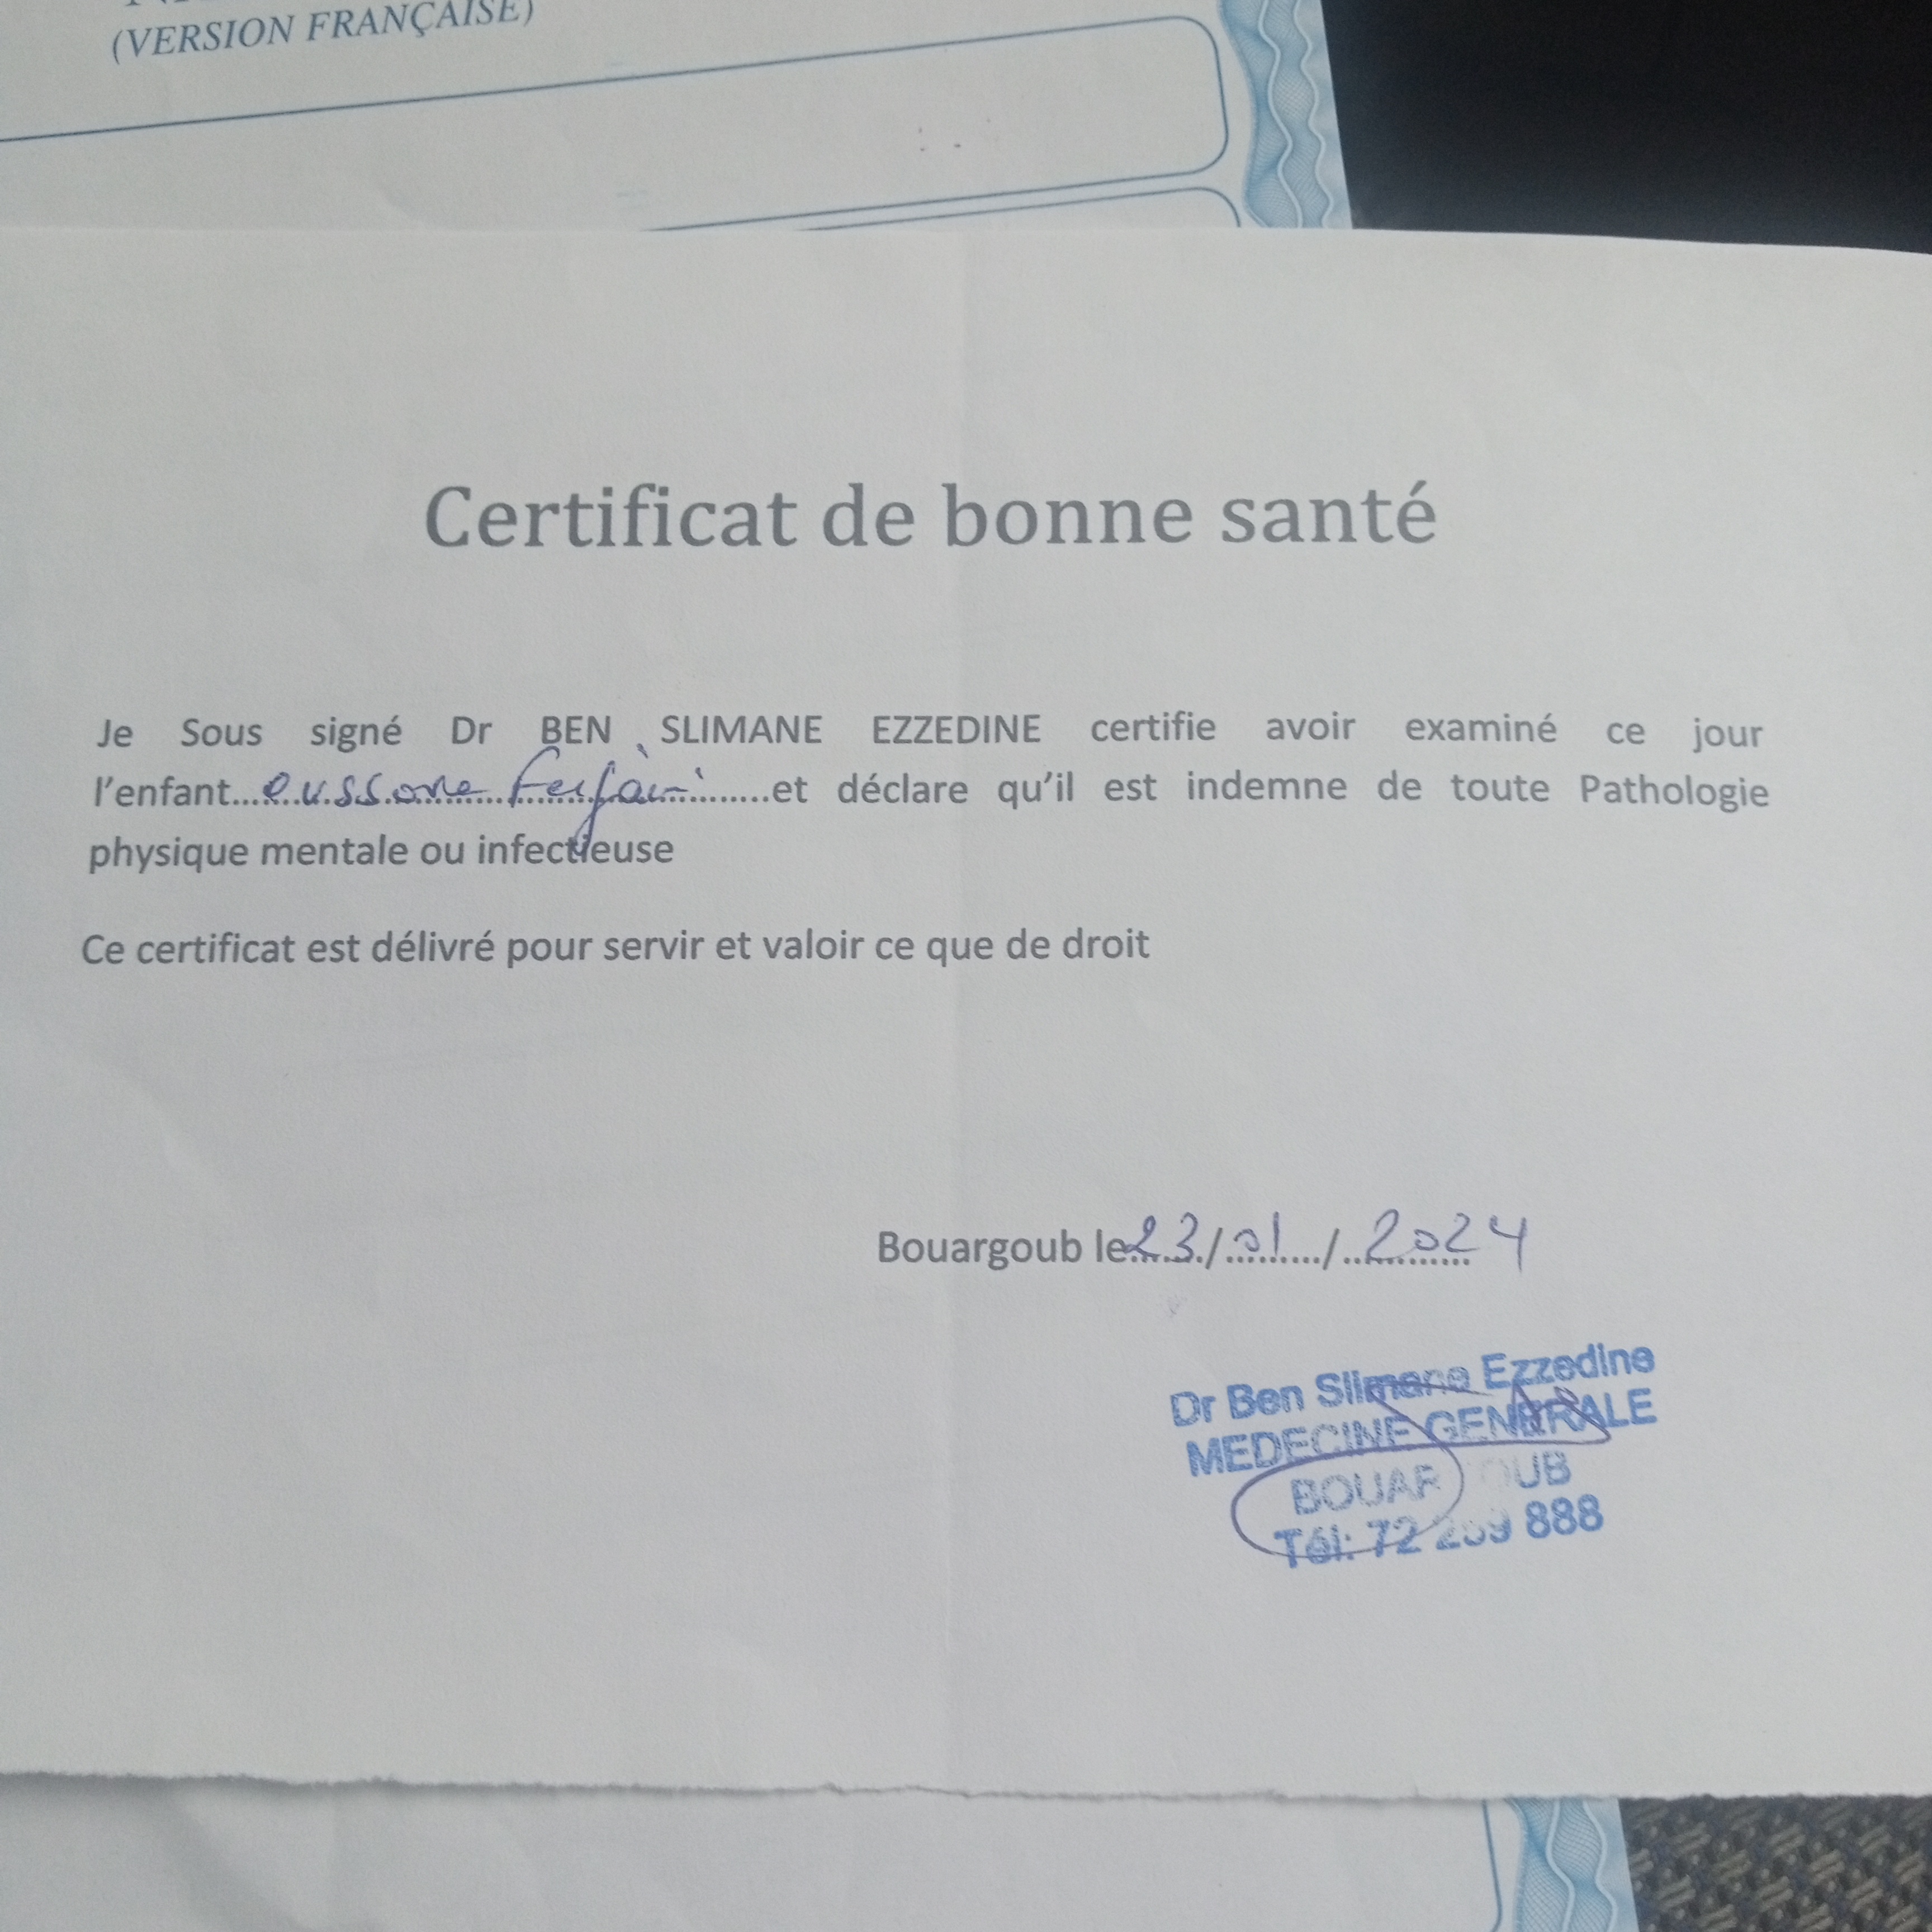 (VERSION FRANÇAISE)
Certificat de bonne santé
Je Sous signé Dr BEN SLIMANE EZZEDINE certifie avoir examiné ce jour
l'enfant.......et déclare qu'il est indemne de toute Pathologie
physique mentale ou infectieuse
Ce certificat est délivré pour servir et valoir ce que de droit
Bouargoub le 23/01/2024
Dr Ben Slimane Ezzedine
MEDECINE GENERALE
BOUAR UB
Tél: 72 888